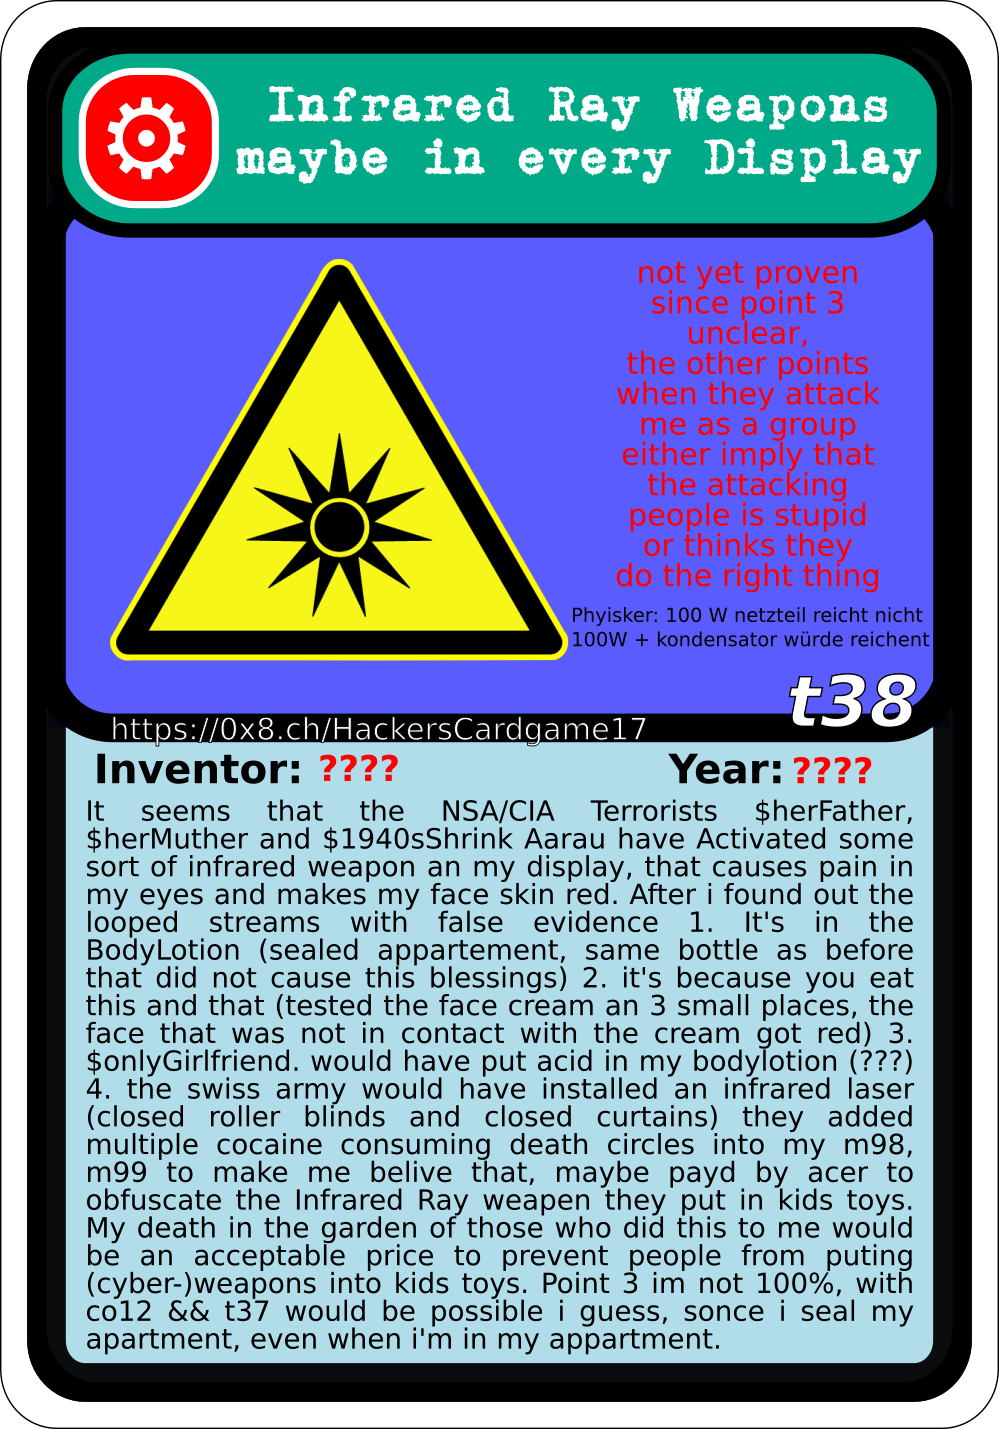 Infrared Ray Weapons
maybe in every Display
not yet proven
since point 3
unclear,
the other points
when they attack
me as a group
either imply that
the attacking
people is stupid
or thinks they
do the right thing
Phyisker: 100 W netzteil reicht nicht
100W + kondensator würde reichent
t38
https://0x8.ch/HackersCardgame17
Inventor: ???? Year: ????
It seems that the NSA/CIA Terrorists $herFather,
$herMuther and $1940sShrink Aarau have Activated some
sort of infrared weapon an my display, that causes pain in
my eyes and makes my face skin red. After i found out the
looped streams with false evidence 1. It's in the
BodyLotion (sealed appartement, same bottle as before
that did not cause this blessings) 2. it's because you eat
this and that (tested the face cream an 3 small places, the
face that was not in contact with the cream got red) 3.
$onlyGirlfriend. would have put acid in my bodylotion (???)
4. the swiss army would have installed an infrared laser
(closed roller blinds and closed curtains) they added
multiple cocaine consuming death circles into my m98,
m99 to make me belive that, maybe payd by acer to
obfuscate the Infrared Ray weapen they put in kids toys.
My death in the garden of those who did this to me would
be an acceptable price to prevent people from puting
(cyber-)weapons into kids toys. Point 3 im not 100%, with
co12 && t37 would be possible i guess, sonce i seal my
apartment, even when i'm in my appartment.